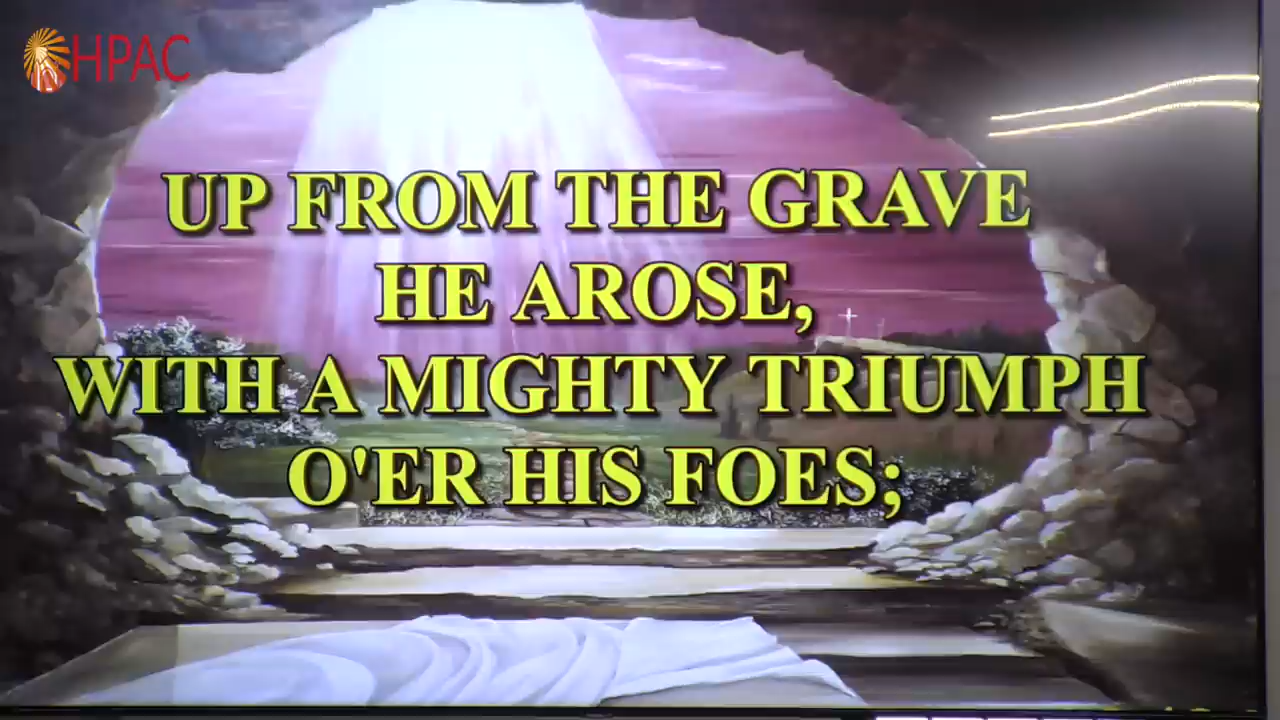 HPAC
UP FROM THE GRAVE
HE AROSE,
WITH A MIGHTY TRIUMPH
O'ER HIS FOES;